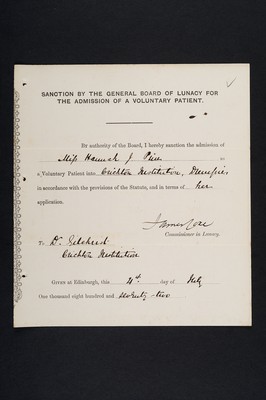 SANCTION BY THE GENERAL BOARD OF LUNACY FOR
THE ADMISSION OF A VOLUNTARY PATIENT.
By authority of the Board, I hereby sanction the admission of
Miss Hannah J. as
a Voluntary Patient into Crichton Institution, Dumfries
in accordance with the provisions of the Statute, and in terms of her
application.
James Coxe
Commissioner in Lunacy.
To Dr. Gilchrist
Crichton Institution
Given at Edinburgh, this 4th day of July
One thousand eight hundred and seventy-two